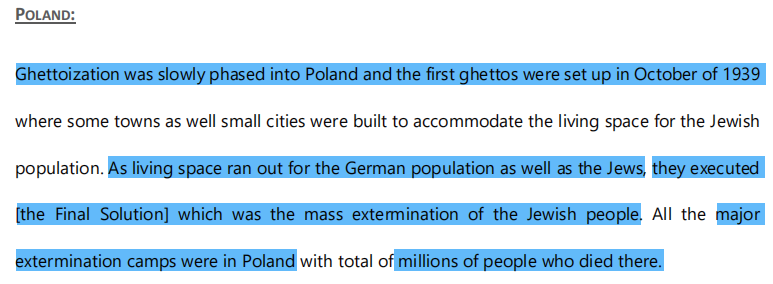 POLAND:
Ghettoization was slowly phased into Poland and the first ghettos were set up in October of 1939
where some towns as well small cities were built to accommodate the living space for the Jewish
population. As living space ran out for the German population as well as the Jews, they executed
[the Final Solution] which was the mass extermination of the Jewish people. All the major
extermination camps were in Poland with total of millions of people who died there.